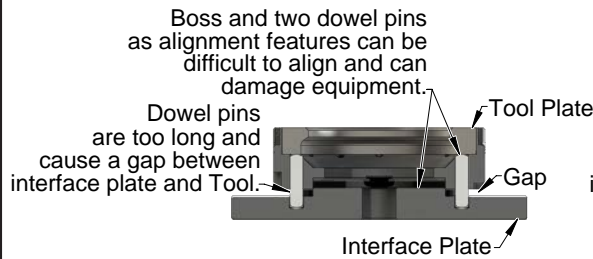 Boss and two dowel pins
as alignment features can be
difficult to align and can
damage equipment.
Dowel pins
are too long and
cause a gap between
interface plate and Tool.
Tool Plate
Gap
i
Interface Plate